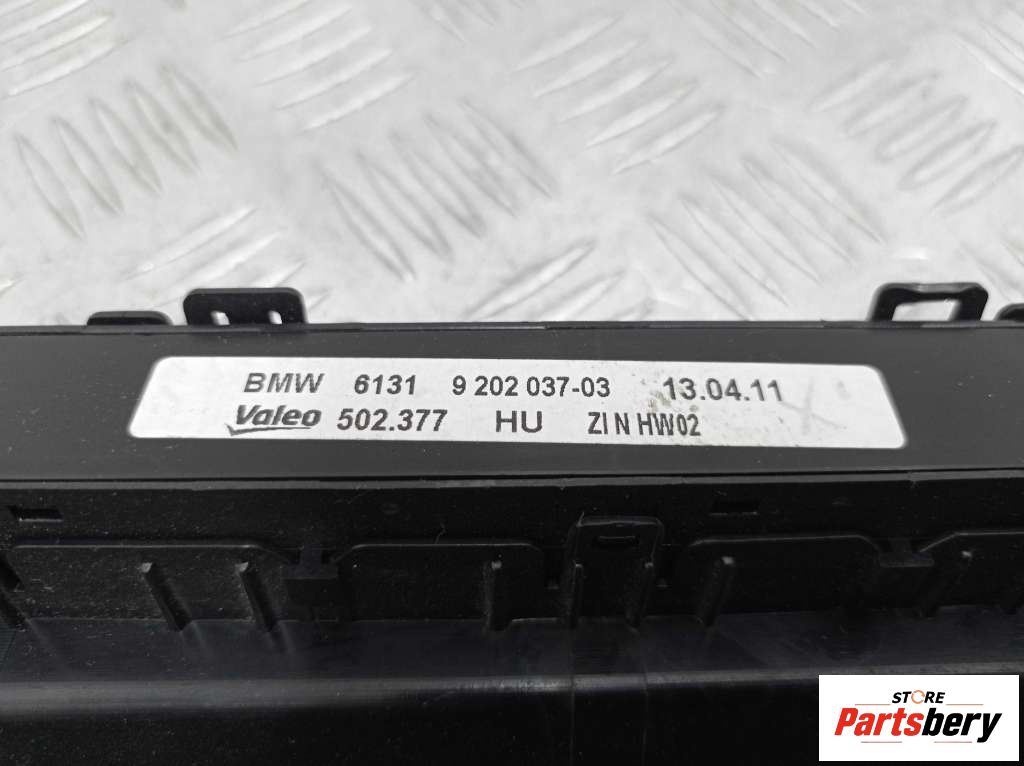 BMW 6131 9 202 037-03 13.04.11
Valeo 502.377 HU ZI N HW02
STORE
Partsbery